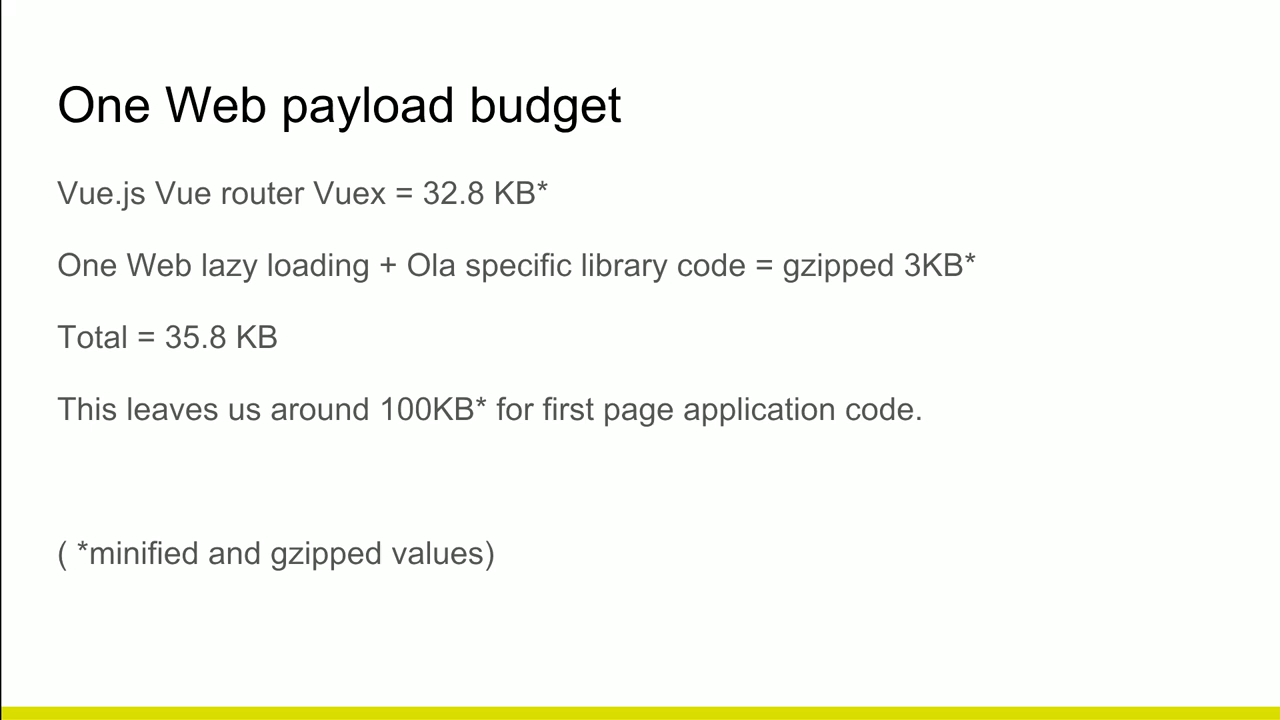 One Web payload budget
Vue.js Vue router Vuex = 32.8 KB*
One Web lazy loading + Ola specific library code = gzipped 3KB*
Total = 35.8 KB
This leaves us around 100KB* for first page application code.
( *minified and gzipped values)